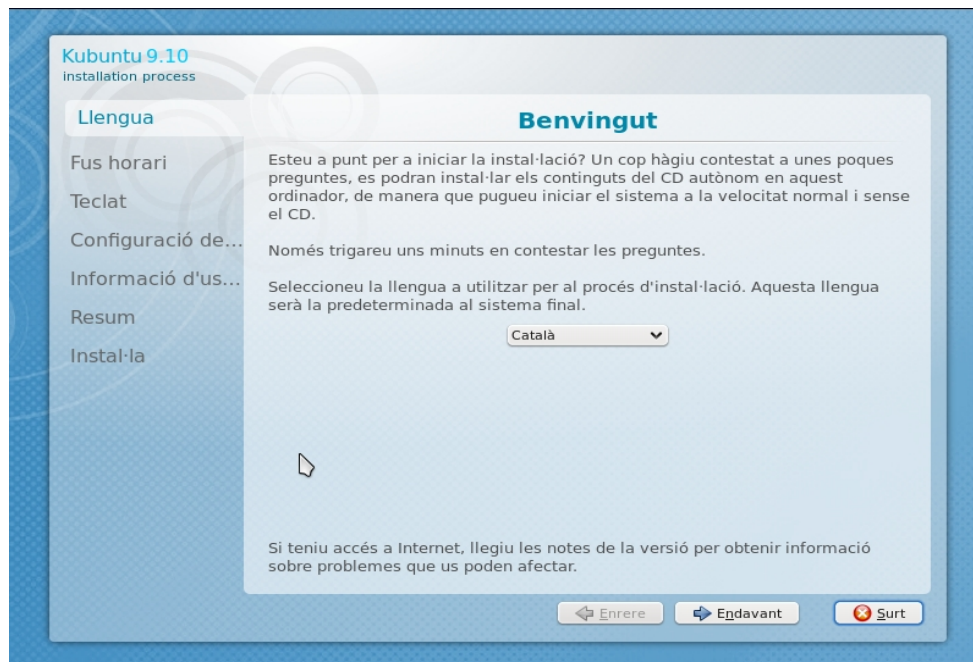 Kubuntu 9.10
installation process
Llengua
Fus horari
Teclat
Configuració de...
Informació d'us...
Resum
Instal·la
Benvingut
Esteu a punt per a iniciar la instal·lació? Un cop hàgiu contestat a unes poques
preguntes, es podran instal·lar els continguts del CD autònom en aquest
ordinador, de manera que pugueu iniciar el sistema a la velocitat normal i sense
el CD.
Només trigareu uns minuts en contestar les preguntes.
Seleccioneu la llengua a utilitzar per al procés d'instal·lació. Aquesta llengua
serà la predeterminada al sistema final.
Català
Si teniu accés a Internet, llegiu les notes de la versió per obtenir informació
sobre problemes que us poden afectar.
Enrere
Endavant
Surt